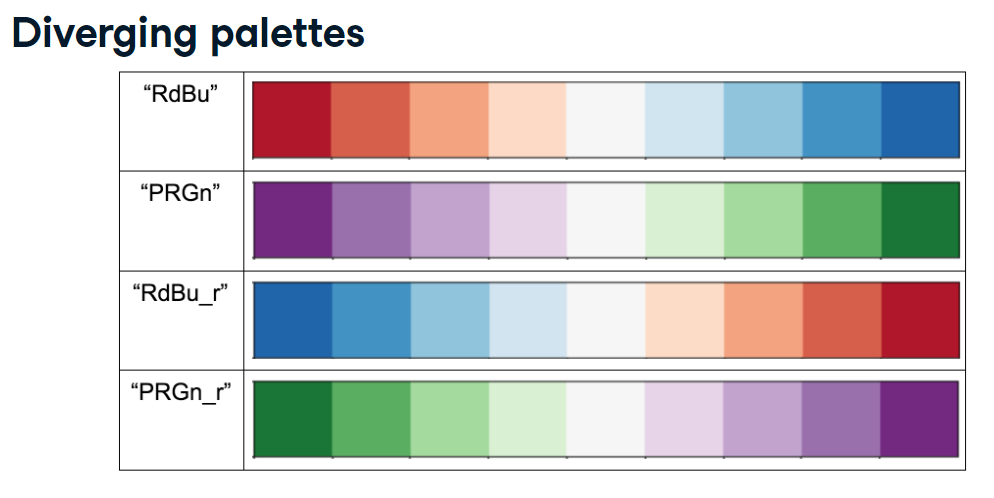 Diverging palettes
“RdBu”
“PRGn”
“RdBu_r”
“PRGn_r”